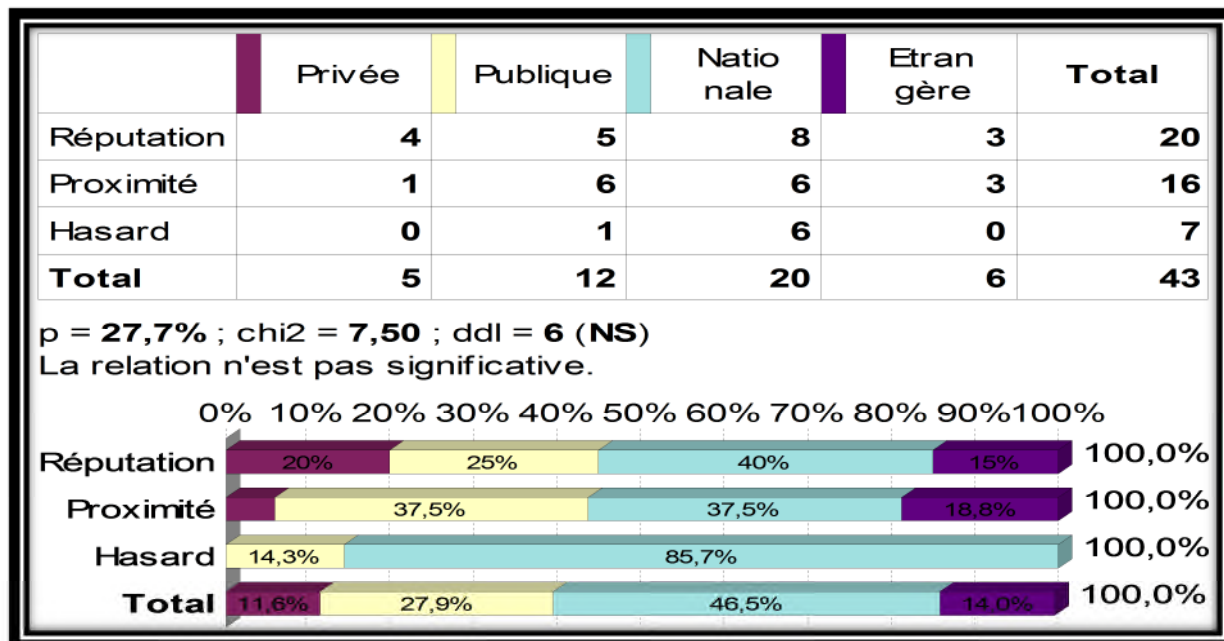 Privée Publique Natio nale Etran gère Total
Réputation 4 5 8 3 20
Proximité 1 6 6 3 16
Hasard 0 1 6 0 7
Total 5 12 20 6 43
p = 27,7% ; chi2 = 7,50 ; ddl = 6 (NS)
La relation n'est pas significative.
0% 10% 20% 30% 40% 50% 60% 70% 80% 90%100%
Réputation 20% 25% 40% 15% 100,0%
Proximité 37,5% 37,5% 18,8% 100,0%
Hasard 14,3% 85,7% 100,0%
Total 11,6% 27,9% 46,5% 14,0% 100,0%